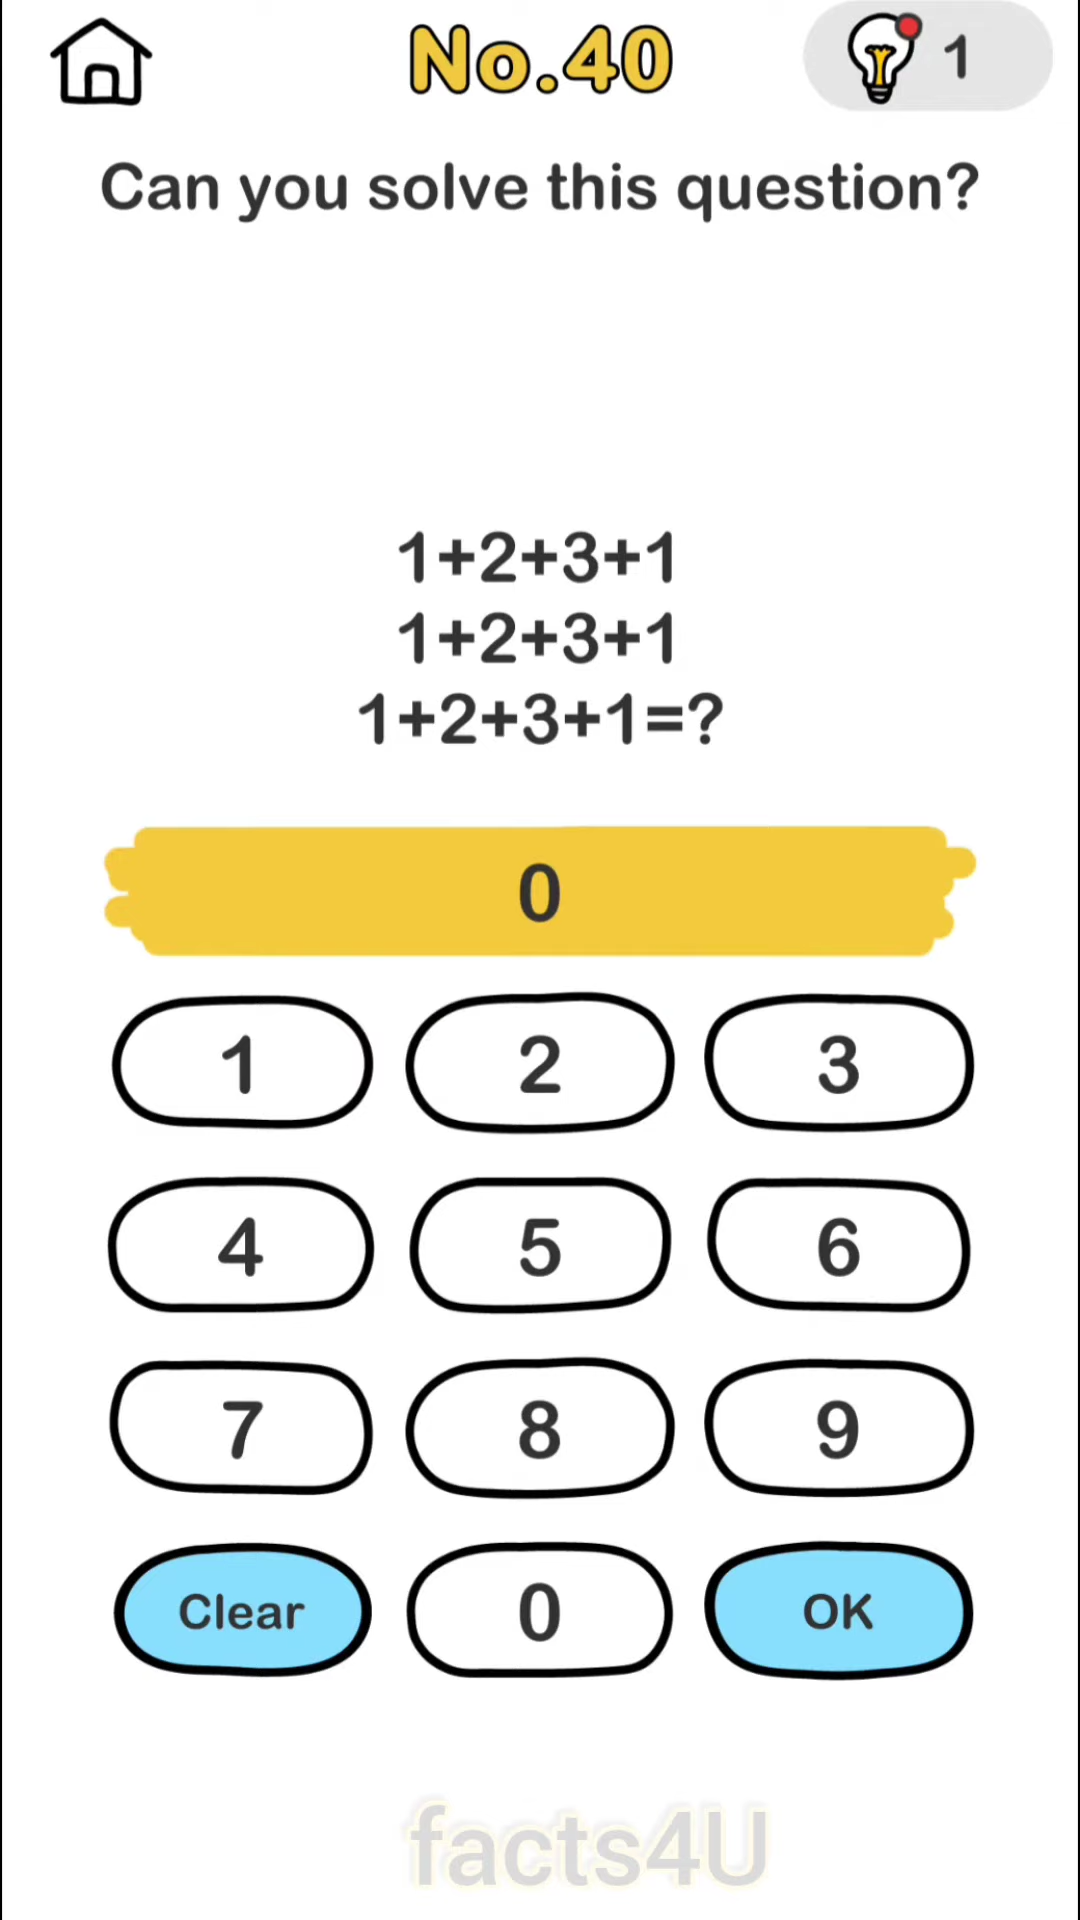 No.40
1
Can you solve this question?
1+2+3+1
1+2+3+1
1+2+3+1=?
0
1 2 3
4 5 6
7 8 9
Clear 0 OK
facts4U